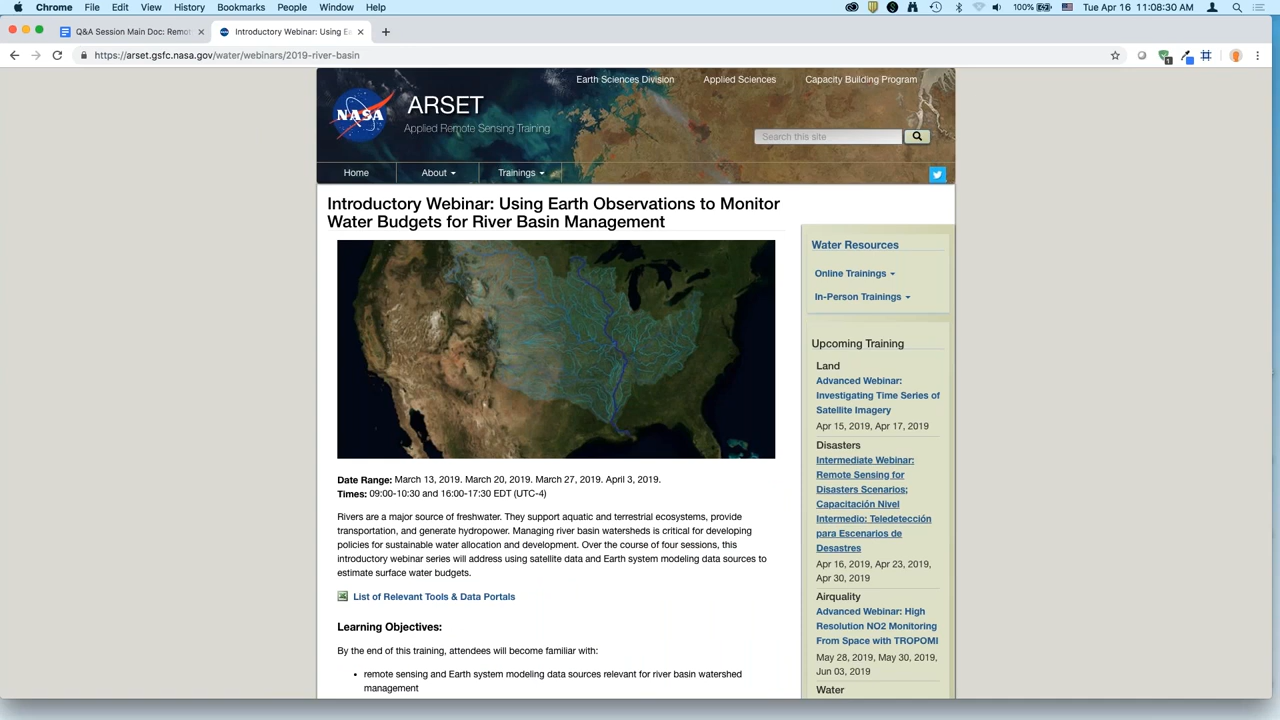 Chrome File Edit View History Bookmarks People Window Help 100% Tue Apr 16 11:08:30 AM
Q&A Session Main Doc: Remot × Introductory Webinar: Using Ea × +
https://arset.gsfc.nasa.gov/water/webinars/2019-river-basin
1
Earth Sciences Division Applied Sciences Capacity Building Program
NASA
ARSET
Applied Remote Sensing Training
Search this site
Home About Trainings
Introductory Webinar: Using Earth Observations to Monitor
Water Budgets for River Basin Management
Date Range: March 13, 2019. March 20, 2019. March 27, 2019. April 3, 2019.
Times: 09:00-10:30 and 16:00-17:30 EDT (UTC-4)
Rivers are a major source of freshwater. They support aquatic and terrestrial ecosystems, provide
transportation, and generate hydropower. Managing river basin watersheds is critical for developing
policies for sustainable water allocation and development. Over the course of four sessions, this
introductory webinar series will address using satellite data and Earth system modeling data sources to
estimate surface water budgets.
List of Relevant Tools & Data Portals
Learning Objectives:
By the end of this training, attendees will become familiar with:
• remote sensing and Earth system modeling data sources relevant for river basin watershed
management
Water Resources
Online Trainings
In-Person Trainings
Upcoming Training
Land
Advanced Webinar:
Investigating Time Series of
Satellite Imagery
Apr 15, 2019, Apr 17, 2019
Disasters
Intermediate Webinar:
Remote Sensing for
Disasters Scenarios;
Capacitación Nivel
Intermedio: Teledetección
para Escenarios de
Desastres
Apr 16, 2019, Apr 23, 2019,
Apr 30, 2019
Airquality
Advanced Webinar: High
Resolution NO2 Monitoring
From Space with TROPOMI
May 28, 2019, May 30, 2019,
Jun 03, 2019
Water